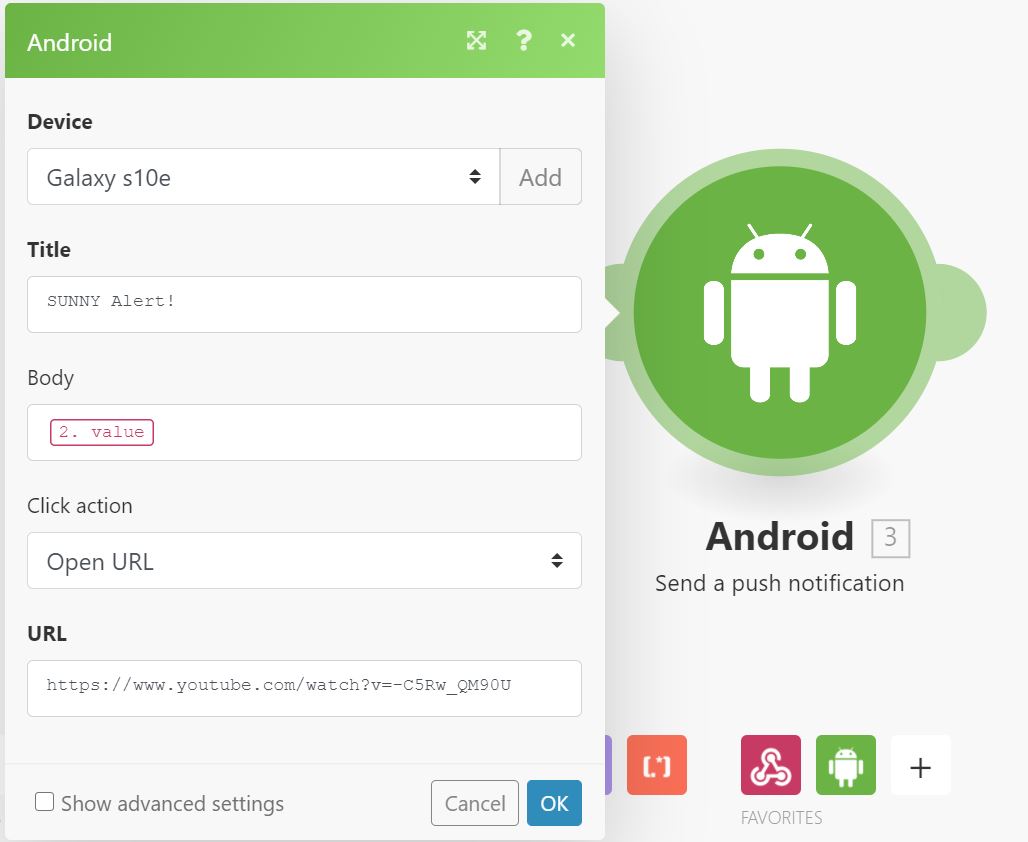 Android
Device
Galaxy s10e
Add
Title
SUNNY Alert!
Body
2. value
Click action
Open URL
URL
https://www.youtube.com/watch?v=-C5Rw_QM90U
Show advanced settings
Cancel
OK
Android 3
Send a push notification
FAVORITES